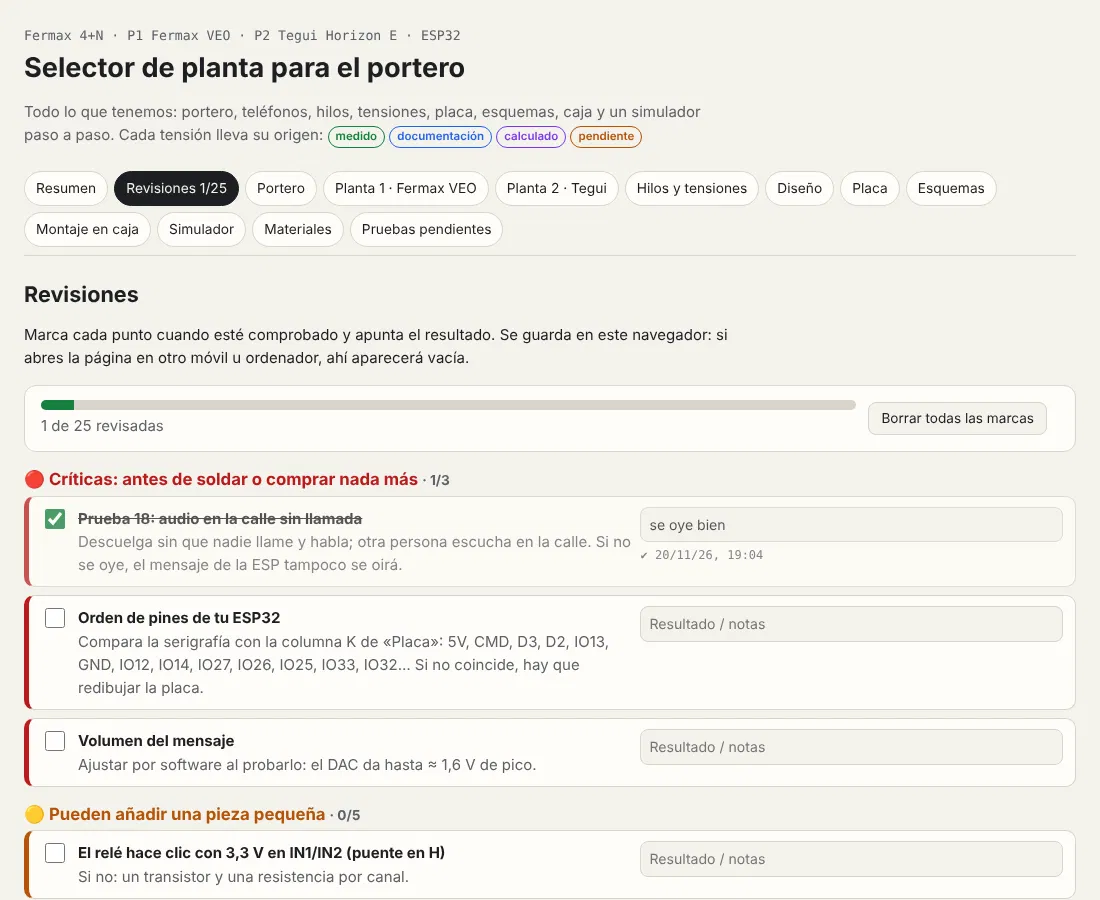 Fermax 4+N · P1 Fermax VEO · P2 Tegui Horizon E · ESP32
Selector de planta para el portero
Todo lo que tenemos: portero, teléfonos, hilos, tensiones, placa, esquemas, caja y un simulador
paso a paso. Cada tensión lleva su origen: medido documentación calculado pendiente
Resumen Revisiones 1/25 Portero Planta 1 · Fermax VEO Planta 2 · Tegui Hilos y tensiones Diseño Placa Esquemas
Montaje en caja Simulador Materiales Pruebas pendientes
Revisiones
Marca cada punto cuando esté comprobado y apunta el resultado. Se guarda en este navegador: si
abres la página en otro móvil u ordenador, ahí aparecerá vacía.
1 de 25 revisadas
Borrar todas las marcas
🔴 Críticas: antes de soldar o comprar nada más · 1/3
Prueba 18: audio en la calle sin llamada
Descuelga sin que nadie llame y habla; otra persona escucha en la calle. Si no
se oye, el mensaje de la ESP tampoco se oirá.
se oye bien
✔ 20/11/26, 19:04
Orden de pines de tu ESP32
Compara la serigrafía con la columna K de «Placa»: 5V, CMD, D3, D2, IO13,
GND, IO12, IO14, IO27, IO26, IO25, IO33, IO32… Si no coincide, hay que
redibujar la placa.
Resultado / notas
Volumen del mensaje
Ajustar por software al probarlo: el DAC da hasta ≈ 1,6 V de pico.
Resultado / notas
🟡 Pueden añadir una pieza pequeña · 0/5
El relé hace clic con 3,3 V en IN1/IN2 (puente en H)
Si no: un transistor y una resistencia por canal.
Resultado / notas